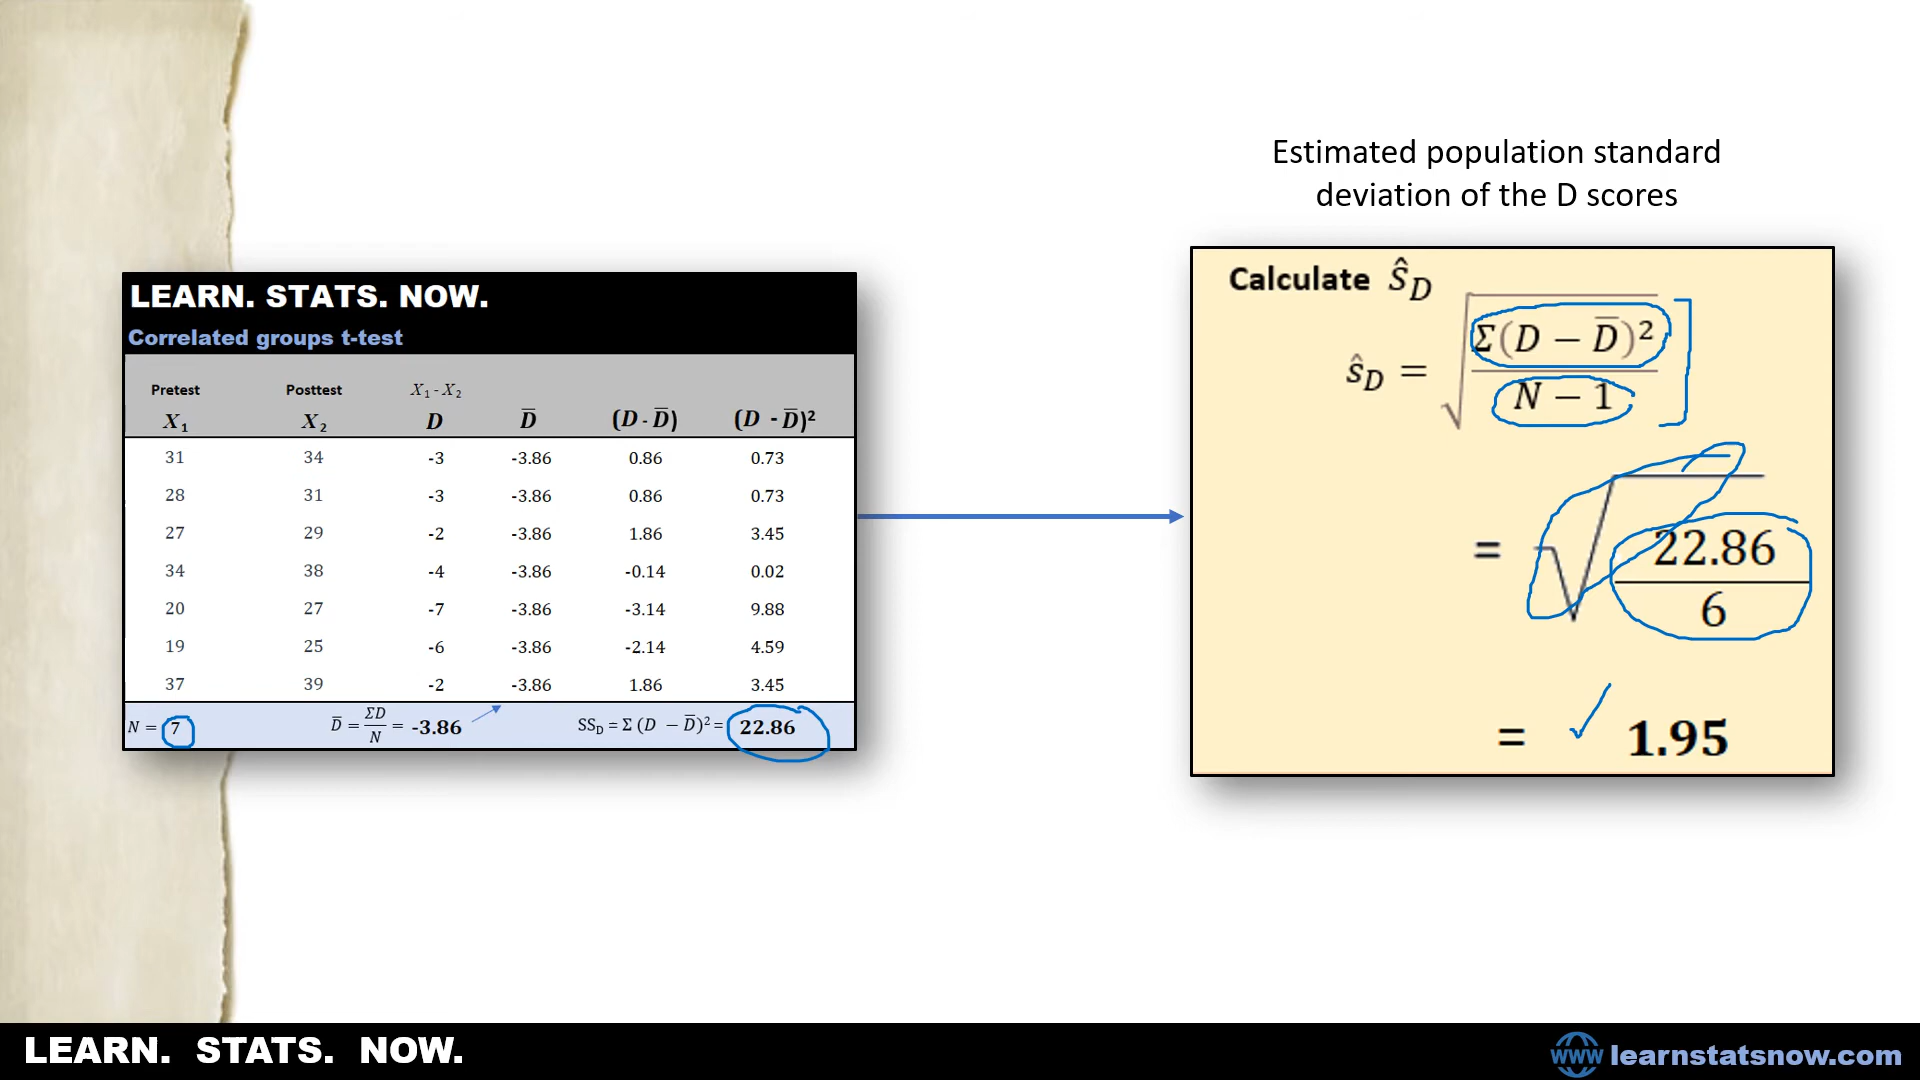 Estimated population standard
deviation of the D scores
LEARN. STATS. NOW.
Correlated groups t-test
Pretest Posttest X₁ - X₂
X₁ X₂ D D̅ (D - D̅) (D - D̅)²
31 34 -3 -3.86 0.86 0.73
28 31 -3 -3.86 0.86 0.73
27 29 -2 -3.86 1.86 3.45
34 38 -4 -3.86 -0.14 0.02
20 27 -7 -3.86 -3.14 9.88
19 25 -6 -3.86 -2.14 4.59
37 39 -2 -3.86 1.86 3.45
N = 7 D̅ = ΣD/N = -3.86 SS_D = Σ (D − D̅)² = 22.86
Calculate Ŝ_D
ŝ_D = √(Σ(D − D̅)² / N − 1)
= √(22.86 / 6)
= 1.95
LEARN. STATS. NOW.
www learnstatsnow.com